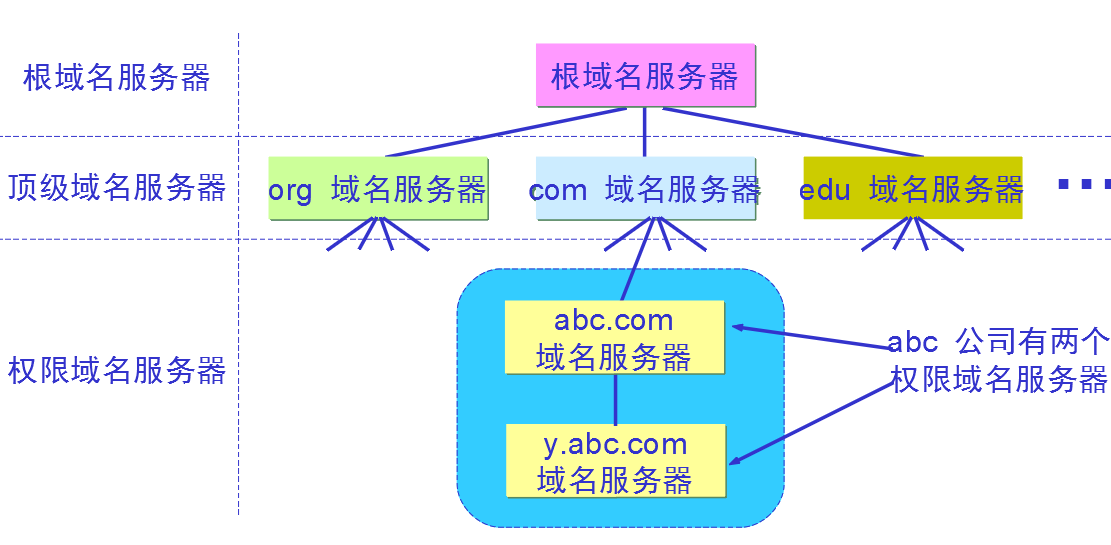 根域名服务器
根域名服务器
顶级域名服务器
org 域名服务器
com 域名服务器
edu 域名服务器
…
权限域名服务器
abc.com
域名服务器
y.abc.com
域名服务器
abc 公司有两个
权限域名服务器